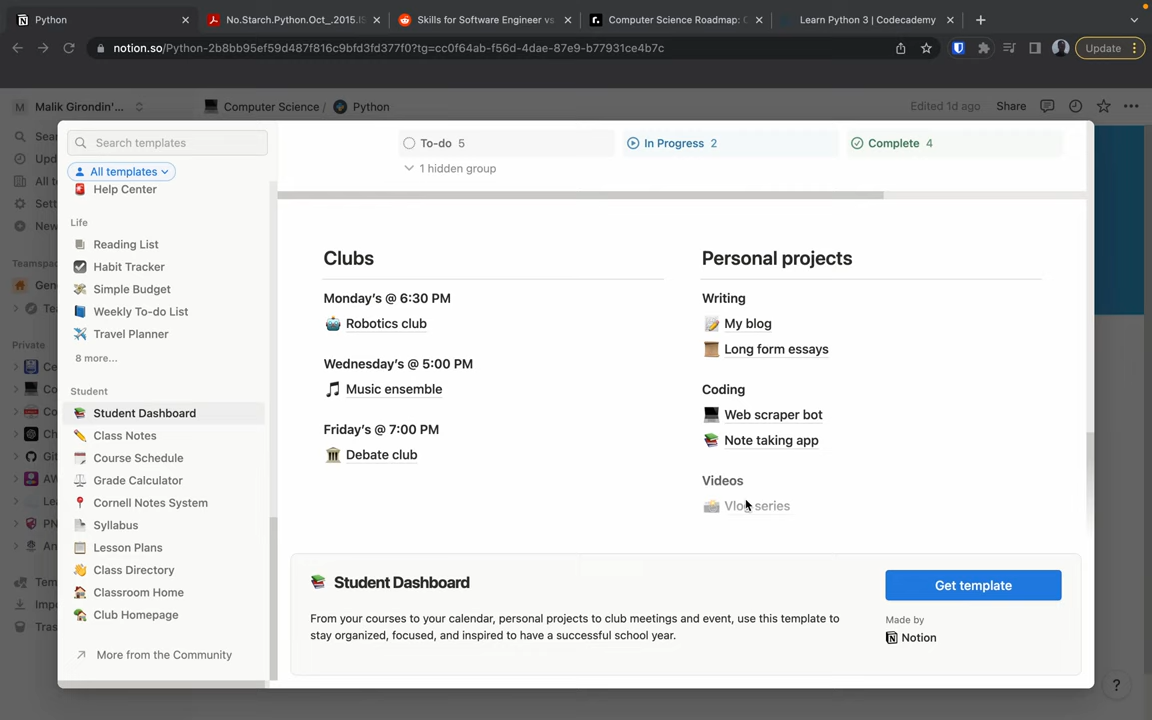 Python
No.Starch.Python.Oct_.2015.I
Skills for Software Engineer vs
Computer Science Roadmap: C
Learn Python 3 | Codecademy
notion.so/Python-2b8bb95ef59d487f816c9bfd3fd377f0?tg=cc0f64ab-f56d-4dae-87e9-b77931ce4b7c
Update
M Malik Girondin'...
Computer Science / Python
Edited 1d ago
Share
Search templates
All templates
Help Center
Life
Reading List
Habit Tracker
Simple Budget
Weekly To-do List
Travel Planner
8 more...
Student
Student Dashboard
Class Notes
Course Schedule
Grade Calculator
Cornell Notes System
Syllabus
Lesson Plans
Class Directory
Classroom Home
Club Homepage
More from the Community
To-do 5
In Progress 2
Complete 4
1 hidden group
Clubs
Monday's @ 6:30 PM
Robotics club
Wednesday's @ 5:00 PM
Music ensemble
Friday's @ 7:00 PM
Debate club
Personal projects
Writing
My blog
Long form essays
Coding
Web scraper bot
Note taking app
Videos
Vlog series
Student Dashboard
From your courses to your calendar, personal projects to club meetings and event, use this template to
stay organized, focused, and inspired to have a successful school year.
Get template
Made by
Notion
Private
?